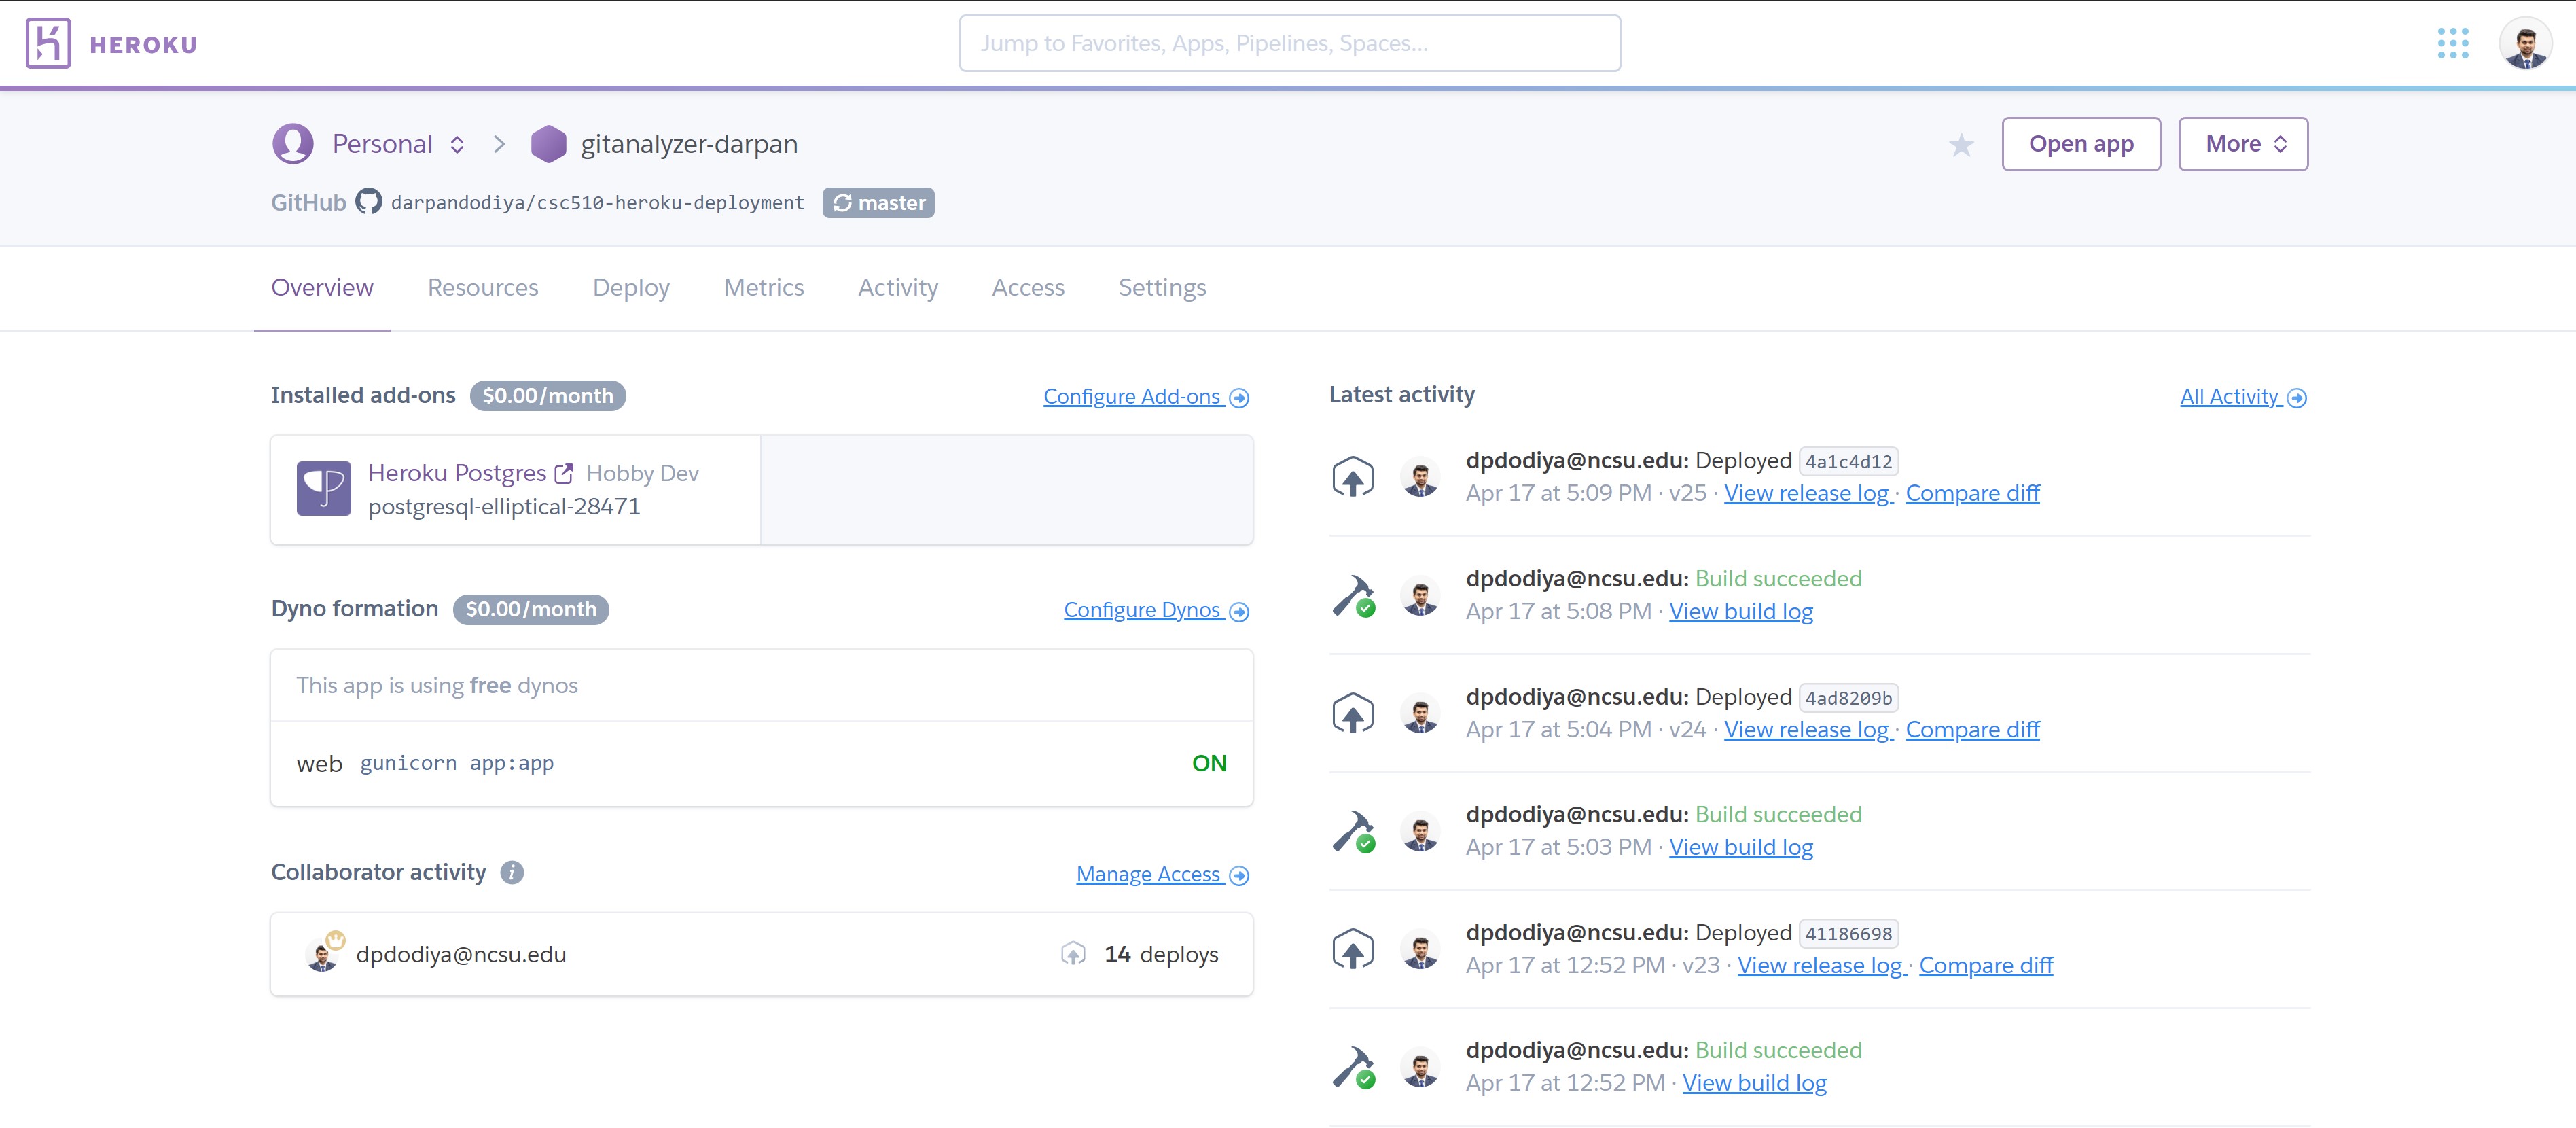 HEROKU
Jump to Favorites, Apps, Pipelines, Spaces...
Personal > gitanalyzer-darpan
Open app
More
GitHub darpandodiya/csc510-heroku-deployment master
Overview Resources Deploy Metrics Activity Access Settings
Installed add-ons $0.00/month Configure Add-ons
Heroku Postgres Hobby Dev
postgresql-elliptical-28471
Dyno formation $0.00/month Configure Dynos
This app is using free dynos
web gunicorn app:app ON
Collaborator activity Manage Access
dpdodiya@ncsu.edu 14 deploys
Latest activity All Activity
dpdodiya@ncsu.edu: Deployed 4a1c4d12
Apr 17 at 5:09 PM · v25 · View release log · Compare diff
dpdodiya@ncsu.edu: Build succeeded
Apr 17 at 5:08 PM · View build log
dpdodiya@ncsu.edu: Deployed 4ad8209b
Apr 17 at 5:04 PM · v24 · View release log · Compare diff
dpdodiya@ncsu.edu: Build succeeded
Apr 17 at 5:03 PM · View build log
dpdodiya@ncsu.edu: Deployed 41186698
Apr 17 at 12:52 PM · v23 · View release log · Compare diff
dpdodiya@ncsu.edu: Build succeeded
Apr 17 at 12:52 PM · View build log